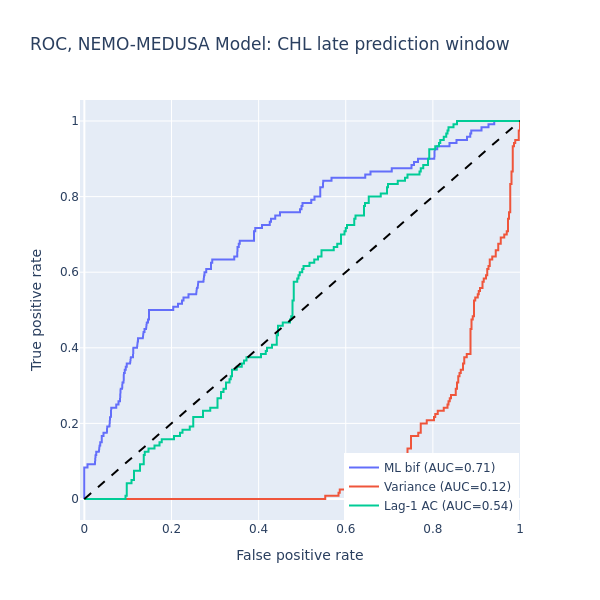 ROC, NEMO-MEDUSA Model: CHL late prediction window
True positive rate
1
0.8
0.6
0.4
0.2
0
0
0.2
0.4
0.6
0.8
1
False positive rate
ML bif (AUC=0.71)
Variance (AUC=0.12)
Lag-1 AC (AUC=0.54)